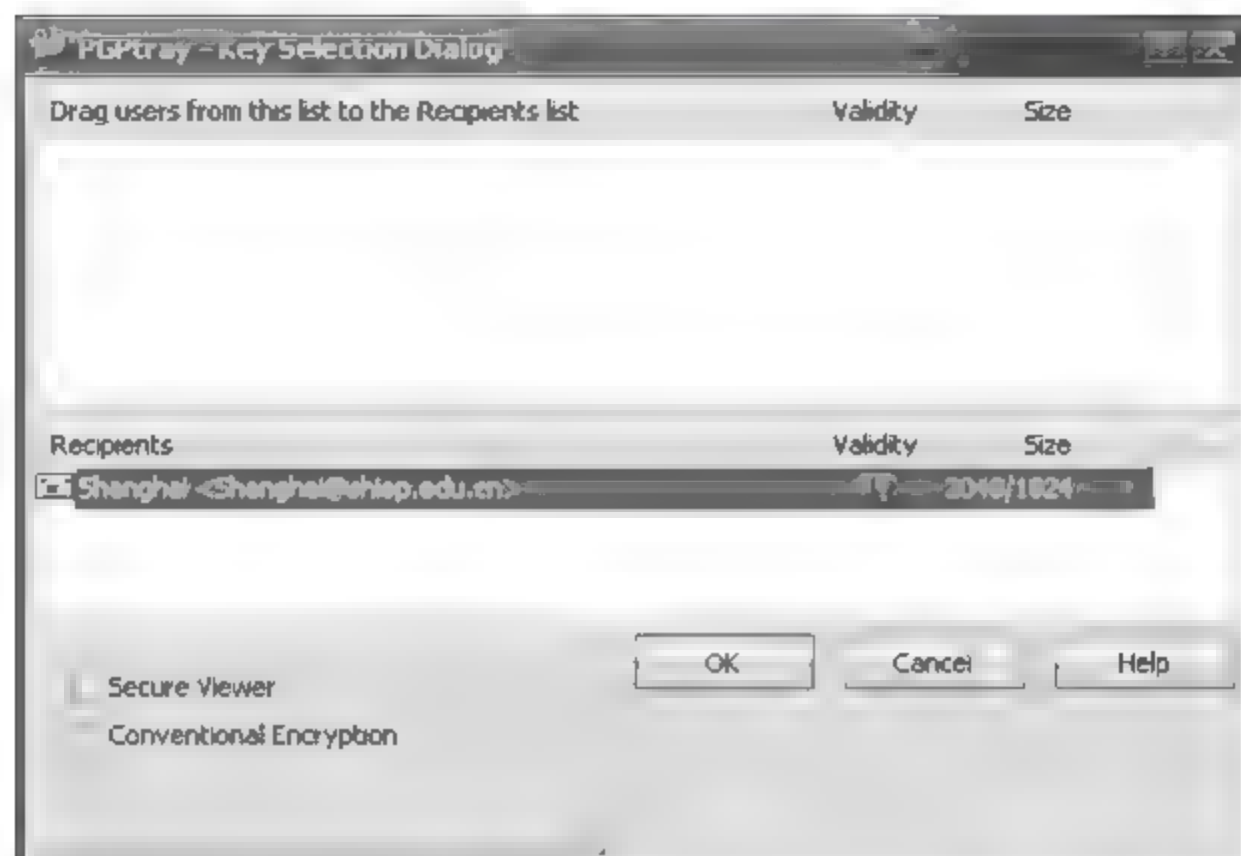 PGPtray - Key Selection Dialog
Drag users from this list to the Recipients list Validity Size
Recipients Validity Size
Shanghai <Shanghai@shiep.edu.cn> 2048/1024
OK Cancel Help
Secure Viewer
Conventional Encryption